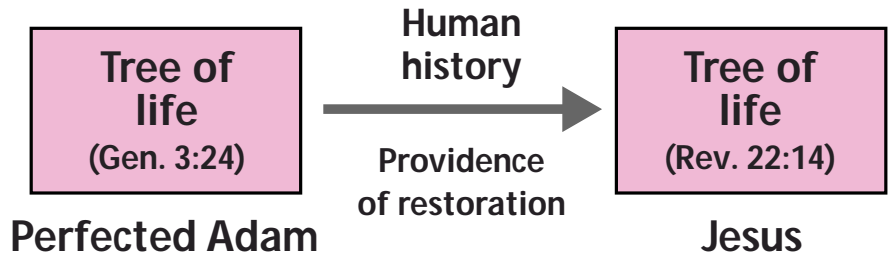 Tree of
life
(Gen. 3:24)
Perfected Adam
Human
history
Providence
of restoration
Tree of
life
(Rev. 22:14)
Jesus